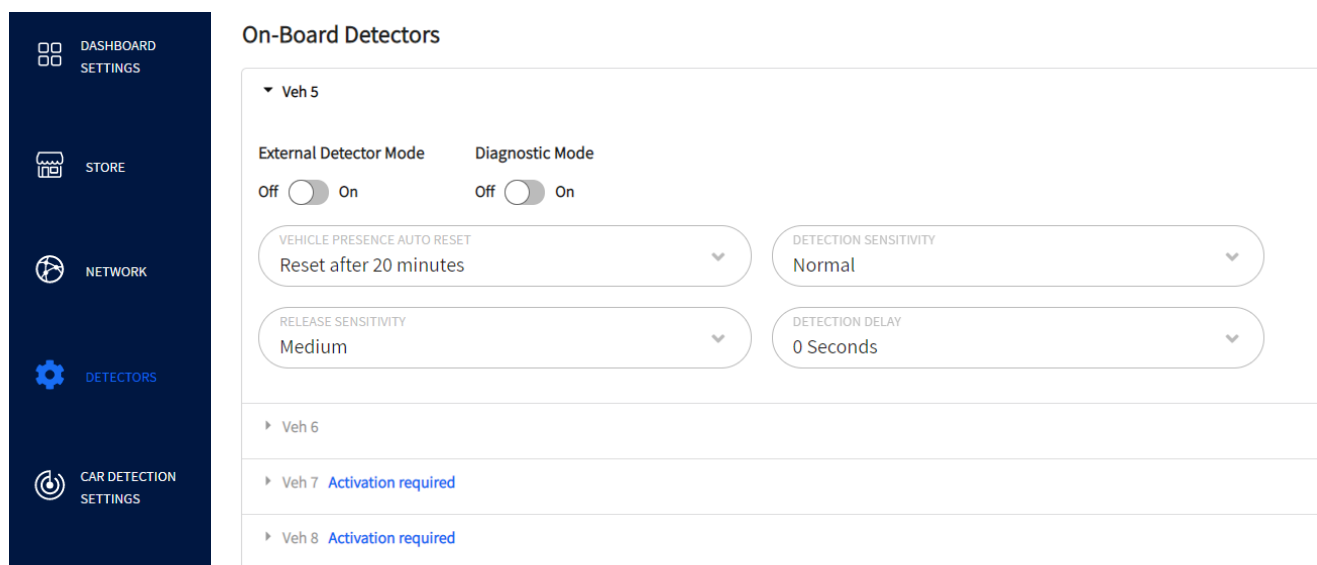 DASHBOARD
SETTINGS
STORE
NETWORK
DETECTORS
CAR DETECTION
SETTINGS
On-Board Detectors
Veh 5
External Detector Mode Diagnostic Mode
Off On Off On
VEHICLE PRESENCE AUTO RESET DETECTION SENSITIVITY
Reset after 20 minutes Normal
RELEASE SENSITIVITY DETECTION DELAY
Medium 0 Seconds
Veh 6
Veh 7 Activation required
Veh 8 Activation required